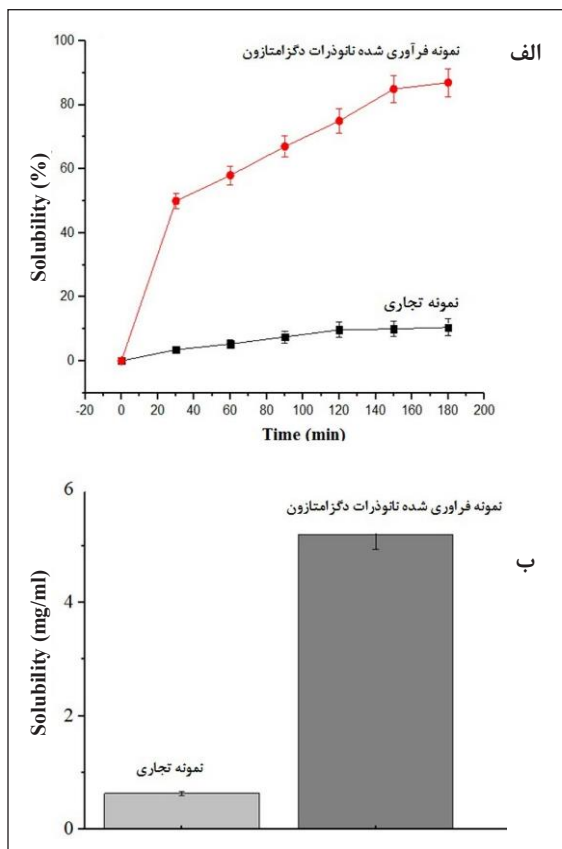 الف
نمونه فرآوری شده نانوذرات دگزامتازون
نمونه تجاری
Solubility (%)
100
80
60
40
20
0
-20 0 20 40 60 80 100 120 140 160 180 200
Time (min)
ب
نمونه فراوری شده نانوذرات دگزامتازون
نمونه تجاری
Solubility (mg/ml)
6
4
2
0